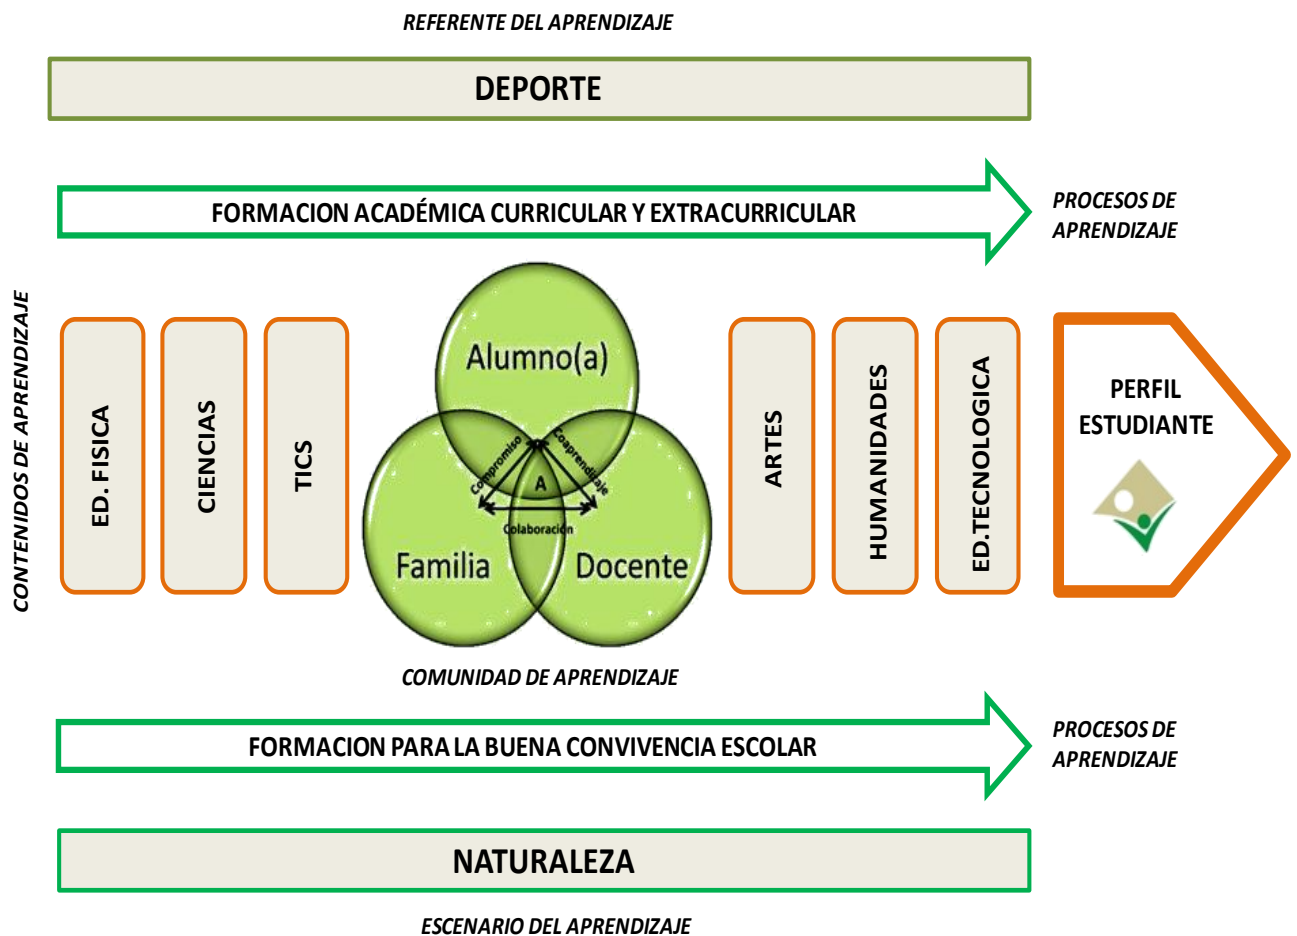 REFERENTE DEL APRENDIZAJE
DEPORTE
FORMACION ACADÉMICA CURRICULAR Y EXTRACURRICULAR
PROCESOS DE
APRENDIZAJE
CONTENIDOS DE APRENDIZAJE
ED. FISICA
CIENCIAS
TICS
Alumno(a)
Compromiso
Coaprendizaje
A
Colaboración
Familia
Docente
ARTES
HUMANIDADES
ED.TECNOLOGICA
PERFIL
ESTUDIANTE
COMUNIDAD DE APRENDIZAJE
FORMACION PARA LA BUENA CONVIVENCIA ESCOLAR
PROCESOS DE
APRENDIZAJE
NATURALEZA
ESCENARIO DEL APRENDIZAJE